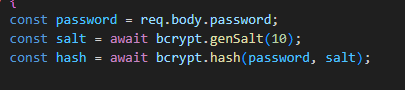 {
const password = req.body.password;
const salt = await bcrypt.genSalt(10);
const hash = await bcrypt.hash(password, salt);